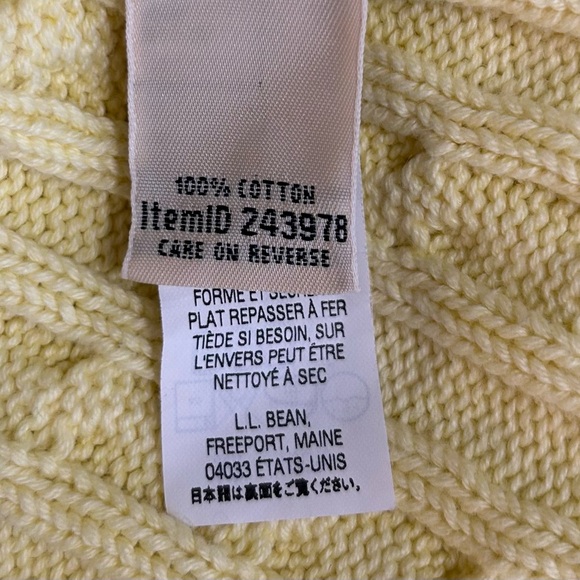 100% COTTON
ItemID 243978
CARE ON REVERSE
FORME ET
PLAT REPASSER À FER
TIÈDE SI BESOIN, SUR
L'ENVERS PEUT ÊTRE
NETTOYÉ À SEC
L.L. BEAN,
FREEPORT, MAINE
04033 ÉTATS-UNIS
日本語は裏面をご覧ください。